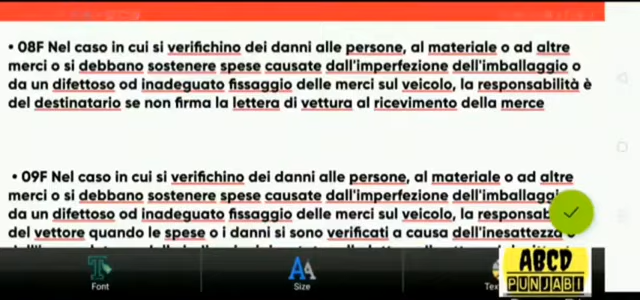 • 08F Nel caso in cui si verifichino dei danni alle persone, al materiale o ad altre
merci o si debbano sostenere spese causate dall'imperfezione dell'imballaggio o
da un difettoso od inadeguato fissaggio delle merci sul veicolo, la responsabilità è
del destinatario se non firma la lettera di vettura al ricevimento della merce
• 09F Nel caso in cui si verifichino dei danni alle persone, al materiale o ad altre
merci o si debbano sostenere spese causate dall'imperfezione
da un difettoso od inadeguato fissaggio delle merci sul veicolo, la
del vettore quando le spese o i danni si sono verificati a causa dell'inesattezza
Font
Size
ABCD
PUNJABI